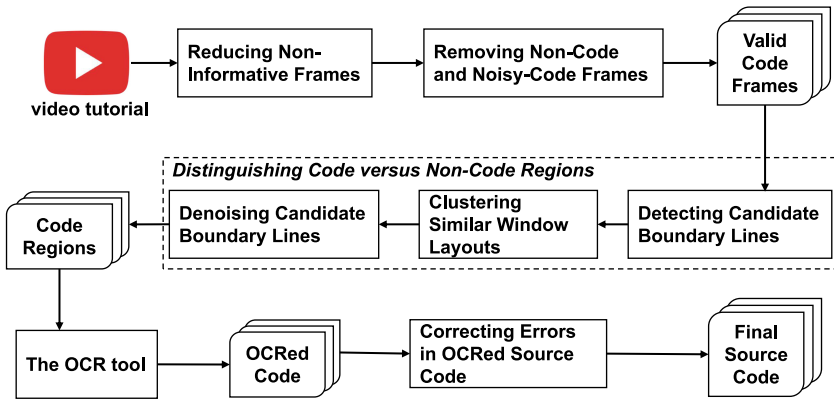 video tutorial
Reducing Non-
Informative Frames
Removing Non-Code
and Noisy-Code Frames
Valid
Code
Frames
Distinguishing Code versus Non-Code Regions
Detecting Candidate
Boundary Lines
Clustering
Similar Window
Layouts
Denoising Candidate
Boundary Lines
Code
Regions
The OCR tool
OCRed
Code
Correcting Errors
in OCRed Source
Code
Final
Source
Code